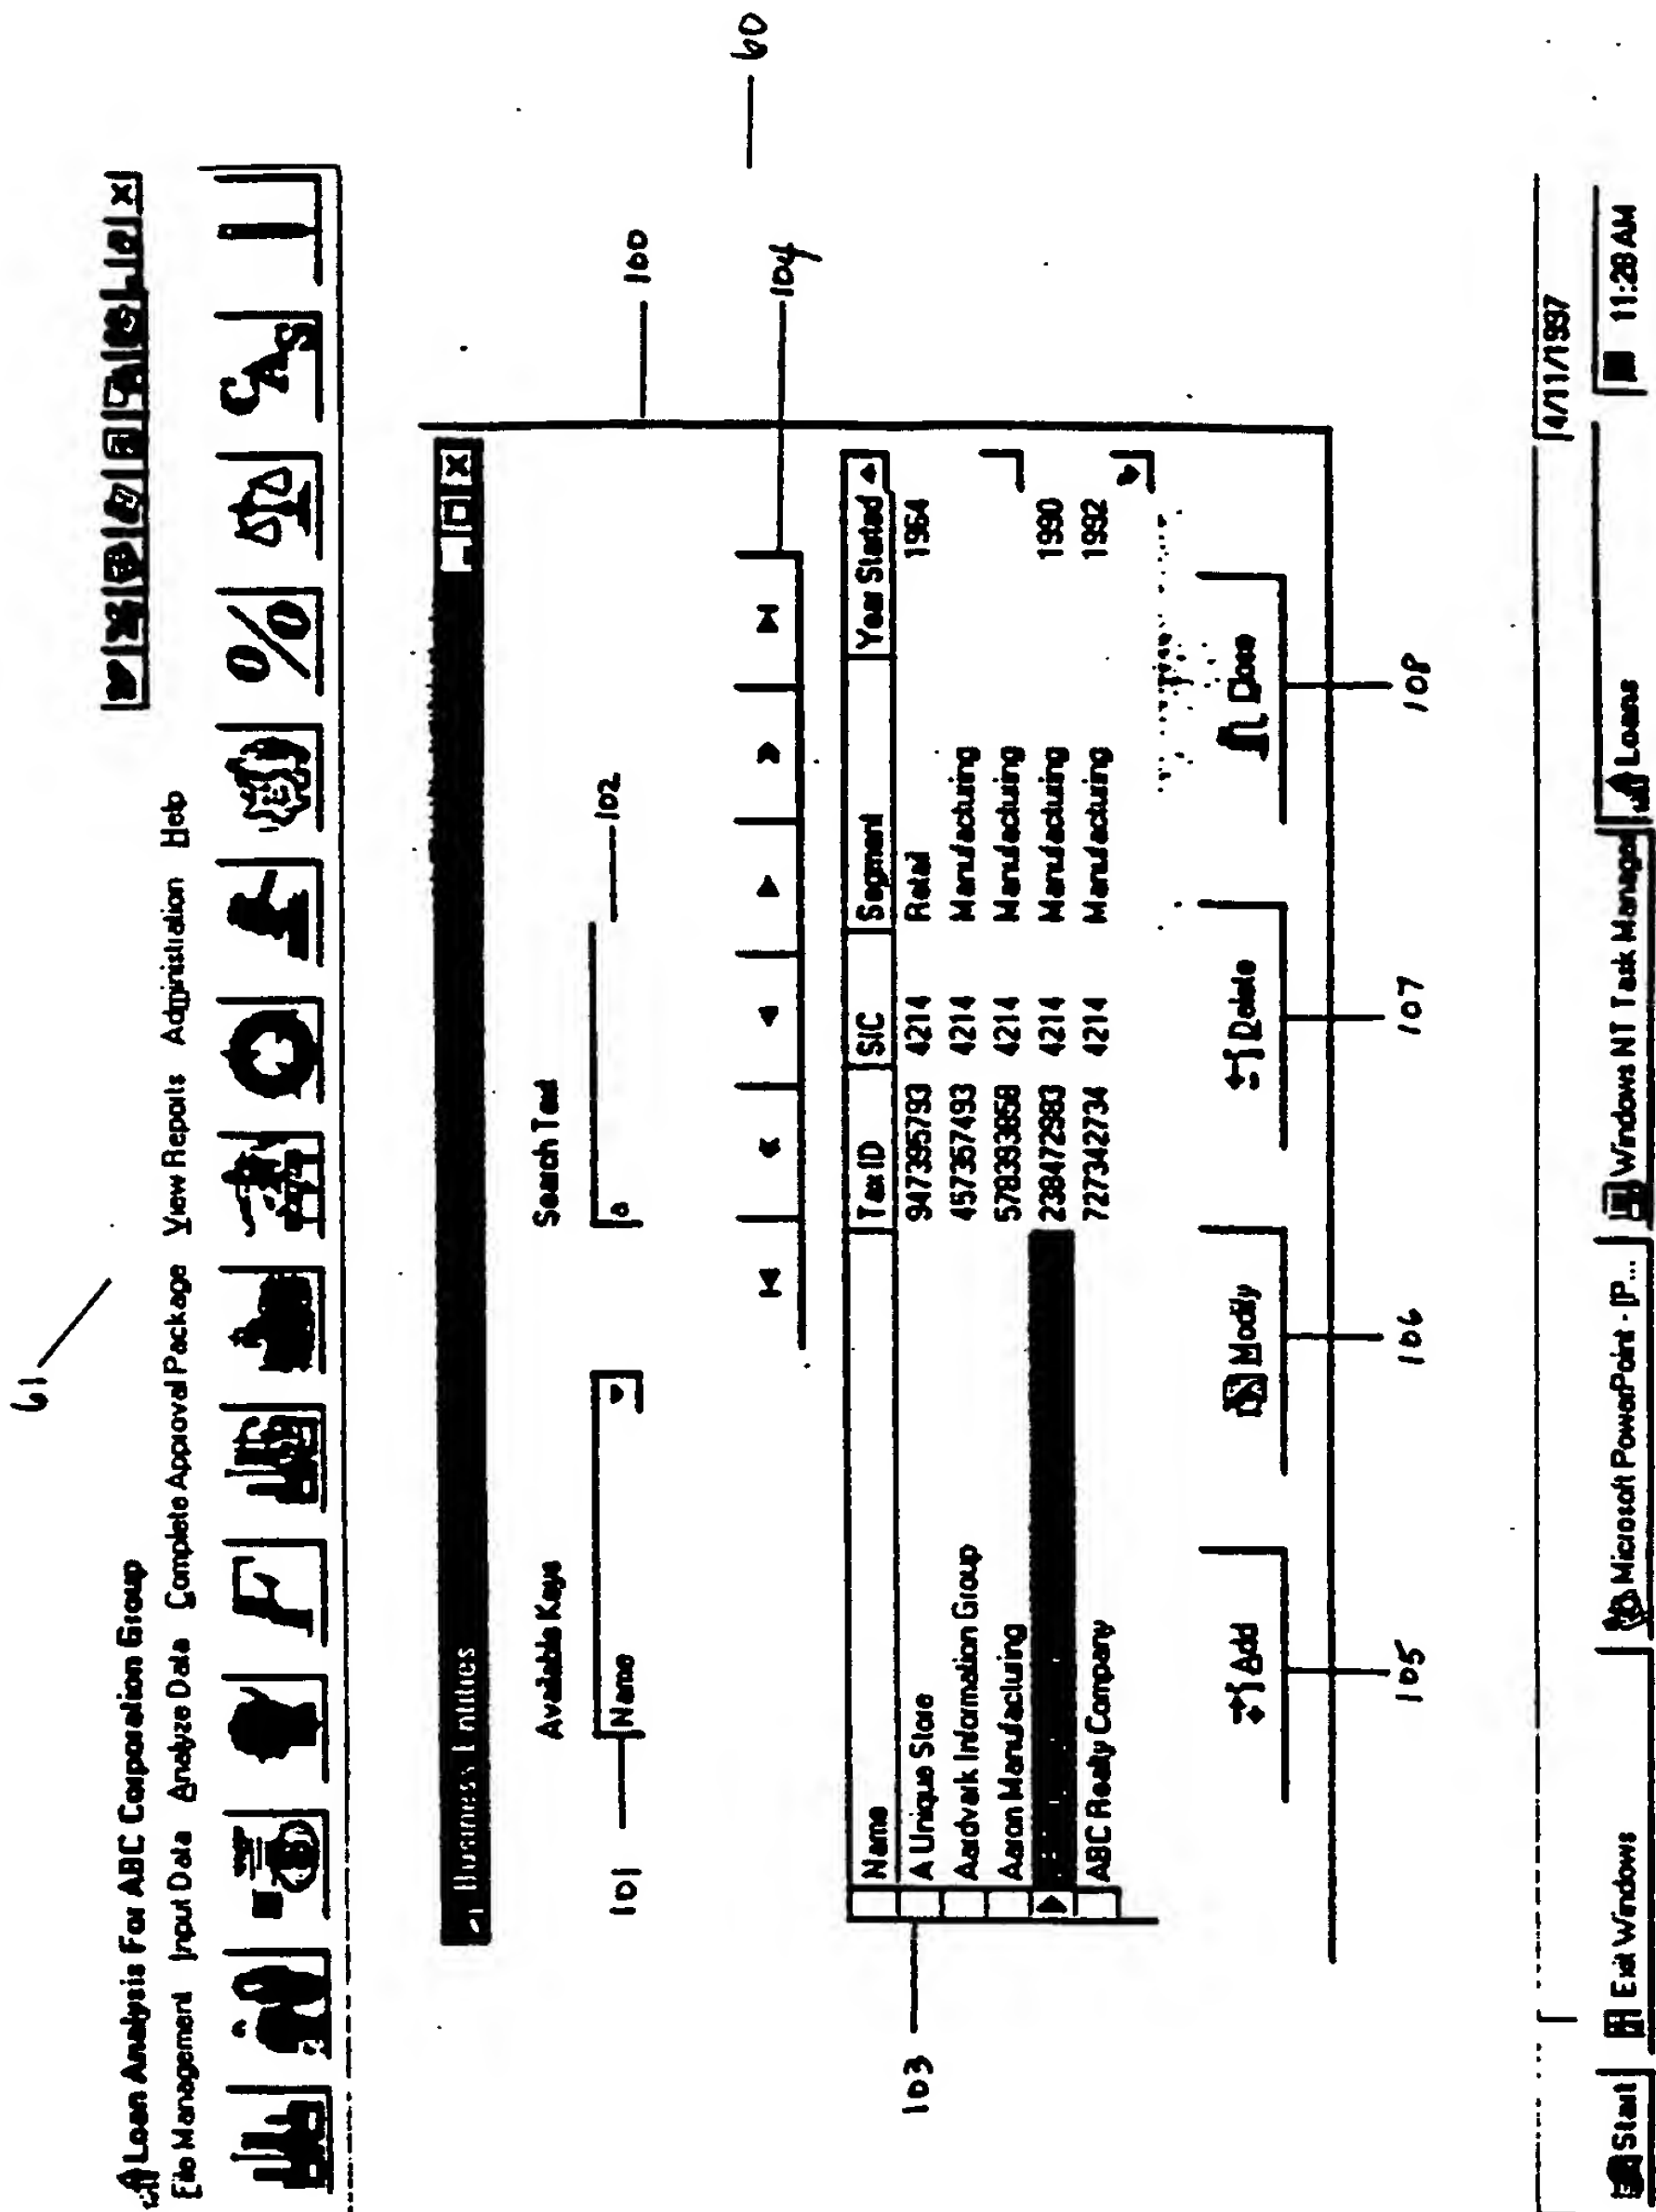 61
Loan Analysis For ABC Corporation Group
File Management Input Data Analyze Data Complete Approval Package View Reports Administration Help
F % CAS
60
Business Entities
100
Available Keys Search Text
101 Name a 102
104
Name Tax ID SIC Segment Year Started
103 A Unique Store 947395793 4214 Retail 1964
Aardvark Information Group 457357493 4214 Manufacturing
Aaron Manufacturing 578393858 4214 Manufacturing
238472983 4214 Manufacturing 1990
ABC Realty Company 727342734 4214 Manufacturing 1992
Add Modify Delete Close
105 106 107 108
4/11/1997
Start Exit Windows Microsoft PowerPoint - [P... Windows NT Task Manager Loans 11:28 AM